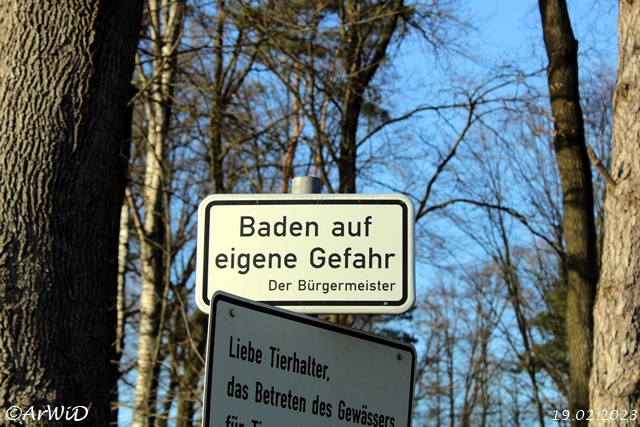 Baden auf
eigene Gefahr
Der Bürgermeister
Liebe Tierhalter,
das Betreten des Gewässers
©ArWiD
19.02.2023